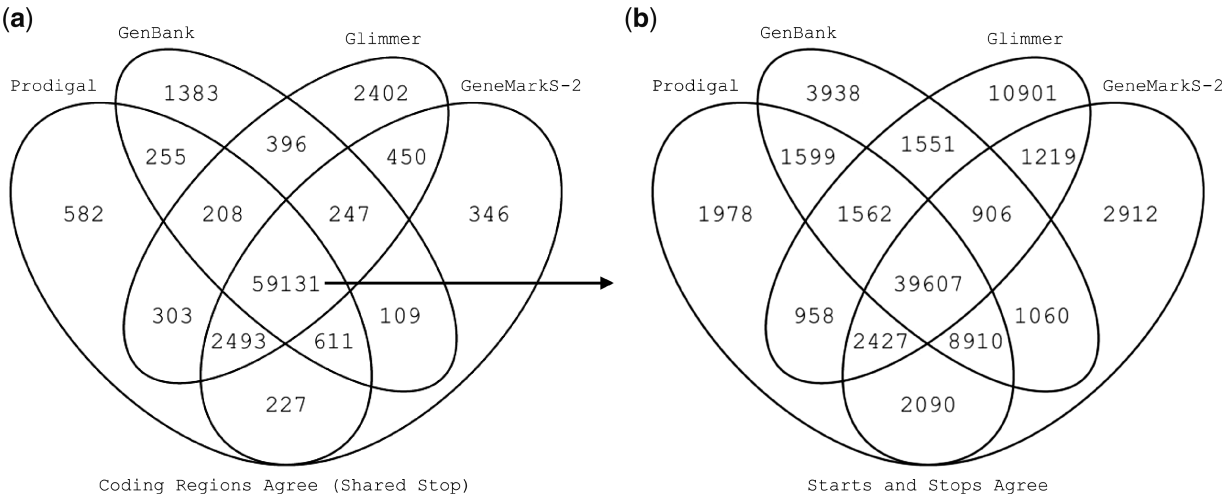 (a)
GenBank
Glimmer
Prodigal
GeneMarkS-2
1383
2402
396
255
450
582
208
247
346
59131
303
109
2493
611
227
Coding Regions Agree (Shared Stop)
(b)
GenBank
Glimmer
Prodigal
GeneMarkS-2
3938
10901
1551
1599
1219
1978
1562
906
2912
39607
958
1060
2427
8910
2090
Starts and Stops Agree